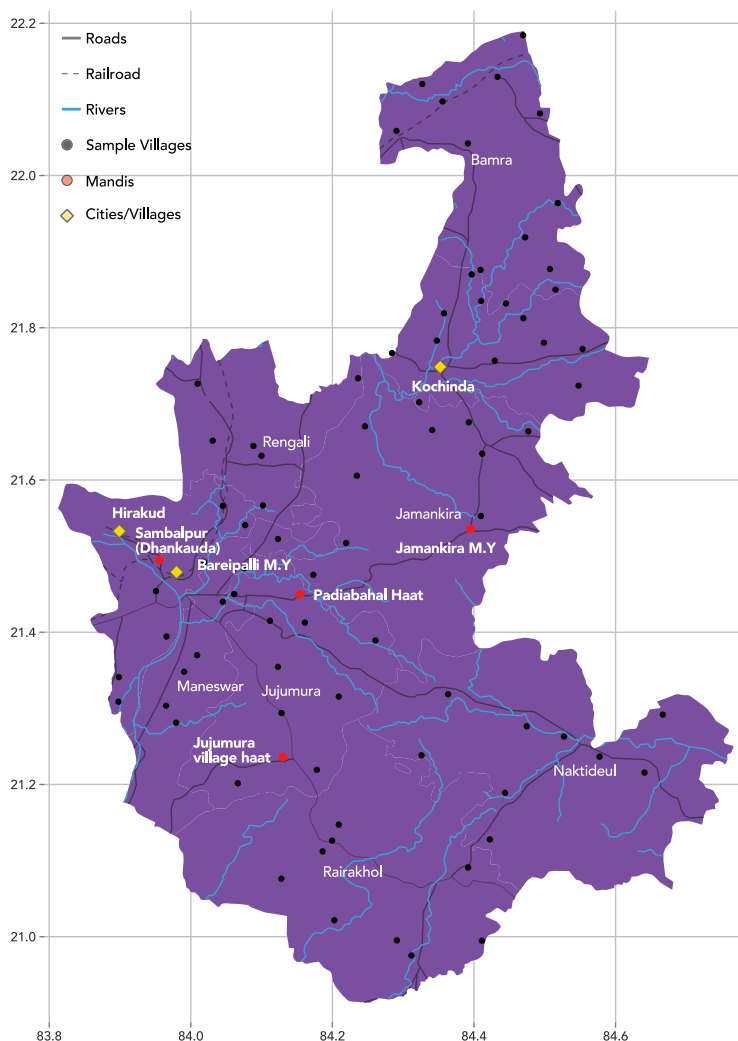 22.2
Roads
Railroad
Rivers
Sample Villages
Mandis
Cities/Villages
Bamra
22.0
21.8
Kochinda
Rengali
21.6
Hirakud
Jamankira
Sambalpur
(Dhankauda)
Jamankira M.Y
Bareipalli M.Y
Padiabahal Haat
21.4
Maneswar
Jujumura
Jujumura
village haat
Naktideul
21.2
Rairakhol
21.0
83.8
84.0
84.2
84.4
84.6